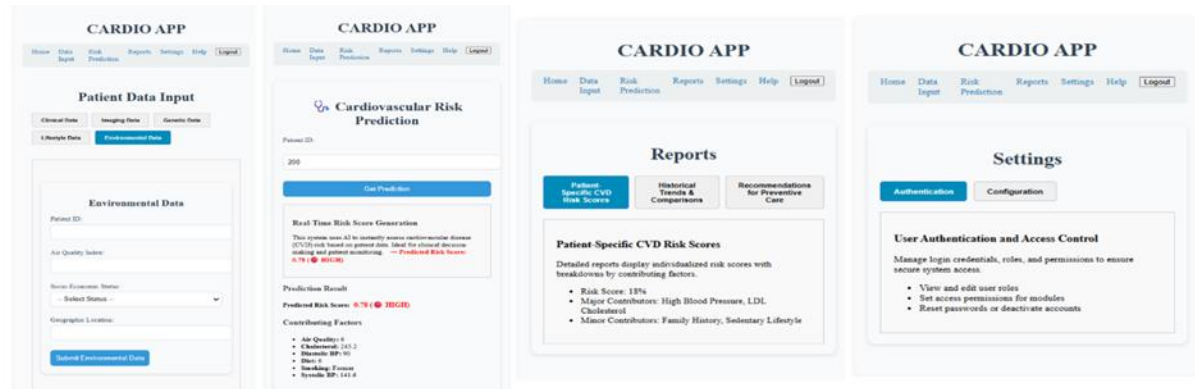 CARDIO APP
Home Data Input Risk Prediction Reports Settings Help Logout
Patient Data Input
Clinical Data Imaging Data Genetic Data
Lifestyle Data Environmental Data
Environmental Data
Patient ID:
Air Quality Index:
Socio-Economic Status:
-- Select Status --
Geographic Location:
Submit Environmental Data
CARDIO APP
Home Data Input Risk Prediction Reports Settings Help Logout
Cardiovascular Risk
Prediction
Patient ID:
200
Get Prediction
Real-Time Risk Score Generation
This system uses AI to instantly assess cardiovascular disease
(CVD) risk based on patient data. Ideal for clinical decision-
making and patient monitoring. → Predicted Risk Score:
0.78 ( HIGH)
Prediction Result
Predicted Risk Score: 0.78 ( HIGH)
Contributing Factors
Air Quality: 6
Cholesterol: 245.2
Diastolic BP: 90
Diet: 6
Smoking: Former
Systolic BP: 141.6
CARDIO APP
Home Data Input Risk Prediction Reports Settings Help Logout
Reports
Patient-Specific CVD Risk Scores Historical Trends & Comparisons Recommendations for Preventive Care
Patient-Specific CVD Risk Scores
Detailed reports display individualized risk scores with
breakdowns by contributing factors.
Risk Score: 18%
Major Contributors: High Blood Pressure, LDL
Cholesterol
Minor Contributors: Family History, Sedentary Lifestyle
CARDIO APP
Home Data Input Risk Prediction Reports Settings Help Logout
Settings
Authentication Configuration
User Authentication and Access Control
Manage login credentials, roles, and permissions to ensure
secure system access.
View and edit user roles
Set access permissions for modules
Reset passwords or deactivate accounts